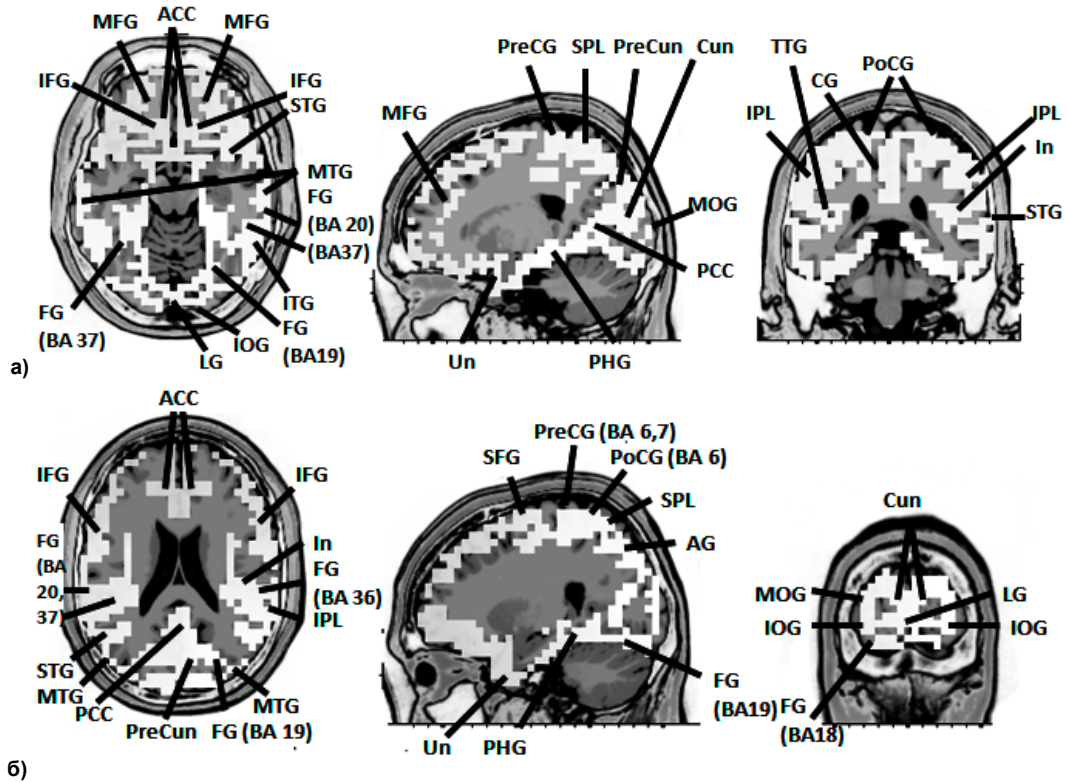 ACC
MFG
MFG
IFG
IFG
STG
MTG
FG
(BA 20)
(BA37)
ITG
FG
(BA 37)
FG
(BA19)
IOG
LG
PreCG
SPL
PreCun
Cun
MFG
MOG
PCC
Un
PHG
TTG
CG
PoCG
IPL
IPL
In
STG
а)
ACC
IFG
IFG
FG
(BA
20,
37)
In
FG
(BA 36)
IPL
STG
MTG
PCC
PreCun
FG (BA 19)
MTG
PreCG (BA 6,7)
SFG
PoCG (BA 6)
SPL
AG
FG
(BA19)
Un
PHG
Cun
MOG
LG
IOG
IOG
FG
(BA18)
б)